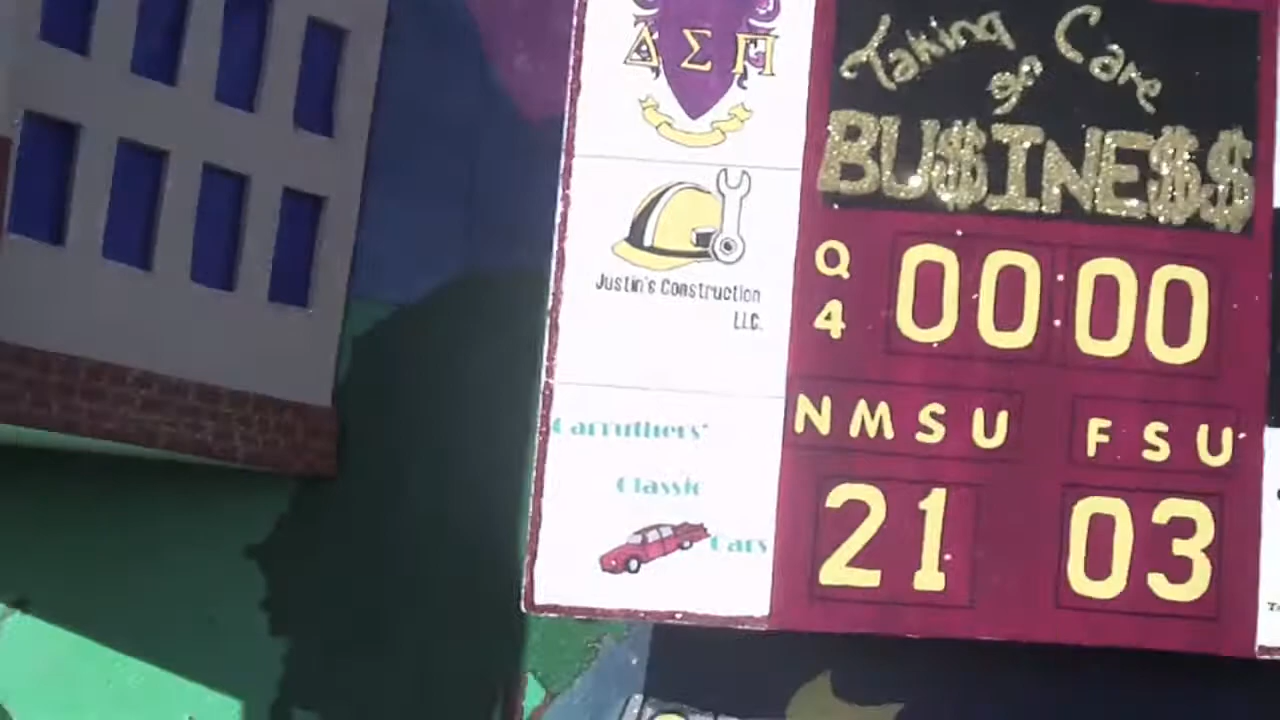 ΔΣΠ
Taking Care
of
BU$INE$$
Justin's Construction
LLC.
Q
4
00:00
NMSU FSU
21 03
Carruthers'
Classic
Cars